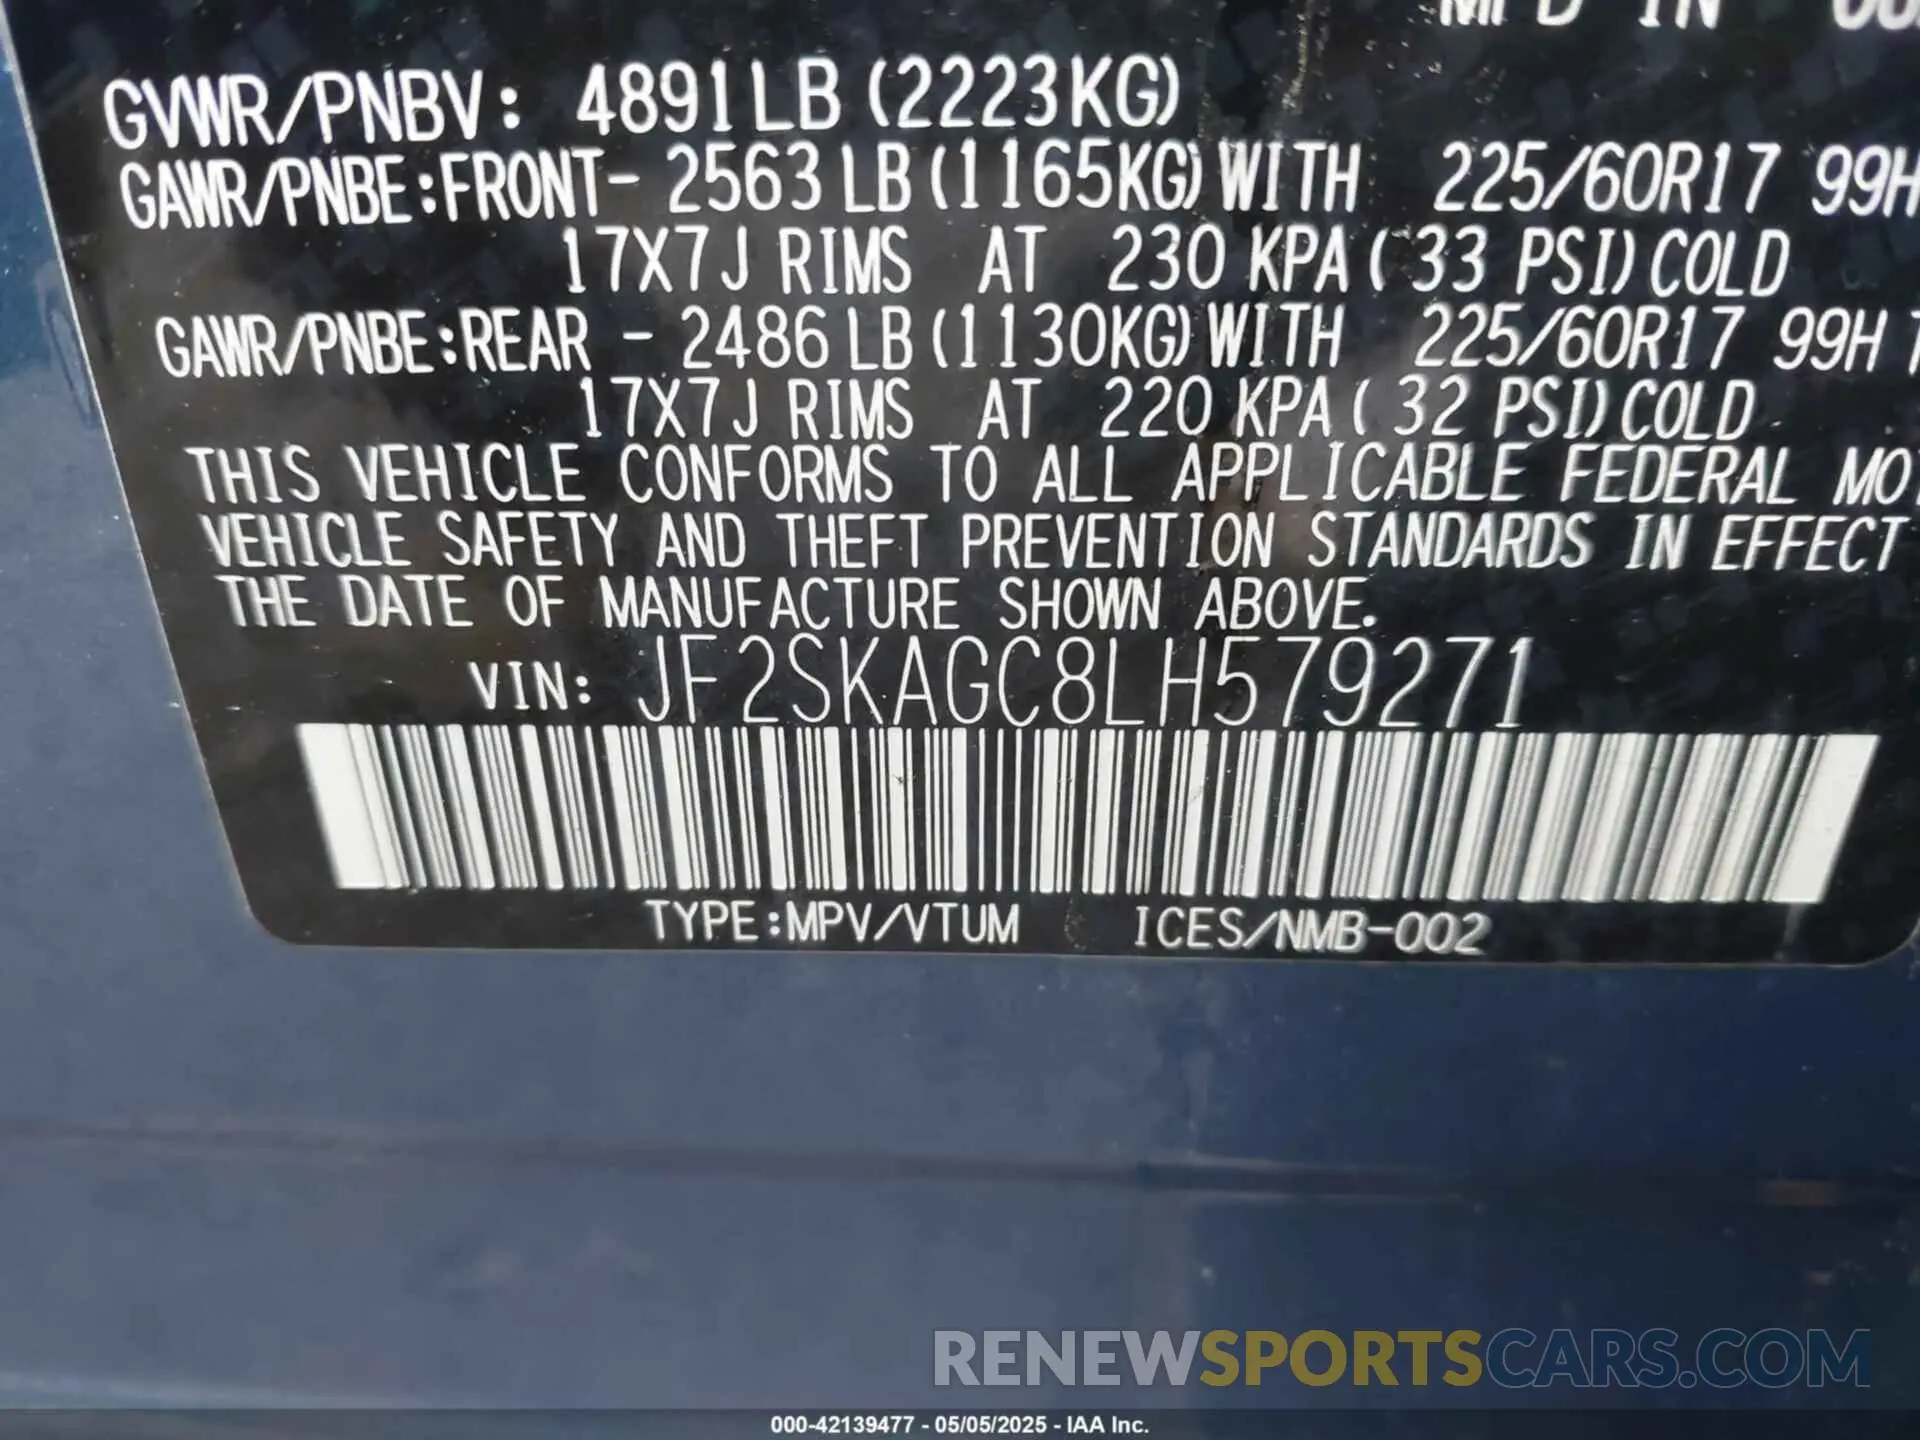 MFD IN
GVWR/PNBV: 4891LB (2223KG)
GAWR/PNBE:FRONT- 2563 LB (1165KG) WITH 225/60R17 99H
17X7J RIMS AT 230 KPA ( 33 PSI) COLD
GAWR/PNBE:REAR - 2486 LB (1130KG) WITH 225/60R17 99H
17X7J RIMS AT 220 KPA ( 32 PSI) COLD
THIS VEHICLE CONFORMS TO ALL APPLICABLE FEDERAL
VEHICLE SAFETY AND THEFT PREVENTION STANDARDS IN EFFECT
THE DATE OF MANUFACTURE SHOWN ABOVE.
VIN: JF2SKAGC8LH579271
TYPE:MPV/VTUM ICES/NMB-002
RENEWSPORTSCARS.COM
000-42139477 - 05/05/2025 - IAA Inc.